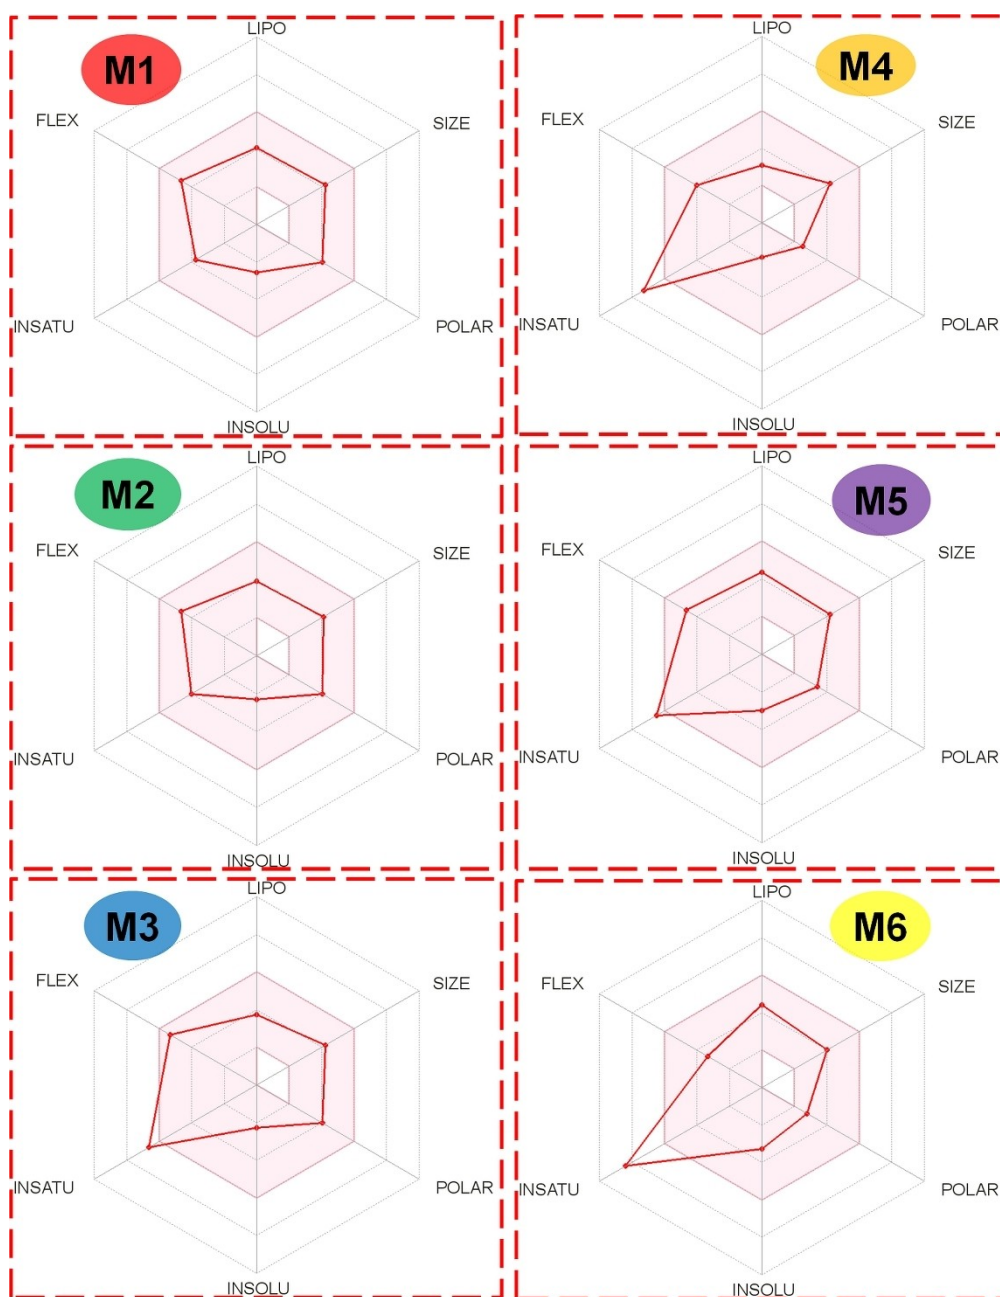 M1
LIPO
FLEX
SIZE
INSATU
POLAR
INSOLU
M4
LIPO
FLEX
SIZE
INSATU
POLAR
INSOLU
M2
LIPO
FLEX
SIZE
INSATU
POLAR
INSOLU
M5
LIPO
FLEX
SIZE
INSATU
POLAR
INSOLU
M3
LIPO
FLEX
SIZE
INSATU
POLAR
INSOLU
M6
LIPO
FLEX
SIZE
INSATU
POLAR
INSOLU